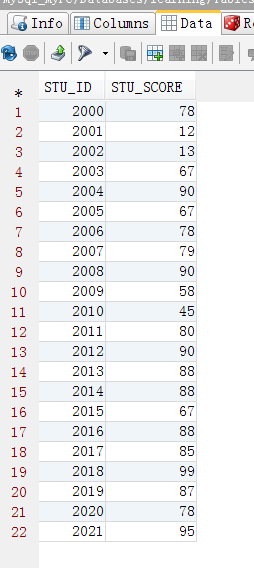 Info Columns Data
* STU_ID STU_SCORE
1 2000 78
2 2001 12
3 2002 13
4 2003 67
5 2004 90
6 2005 67
7 2006 78
8 2007 79
9 2008 90
10 2009 58
11 2010 45
12 2011 80
13 2012 90
14 2013 88
15 2014 88
16 2015 67
17 2016 88
18 2017 85
19 2018 99
20 2019 87
21 2020 78
22 2021 95